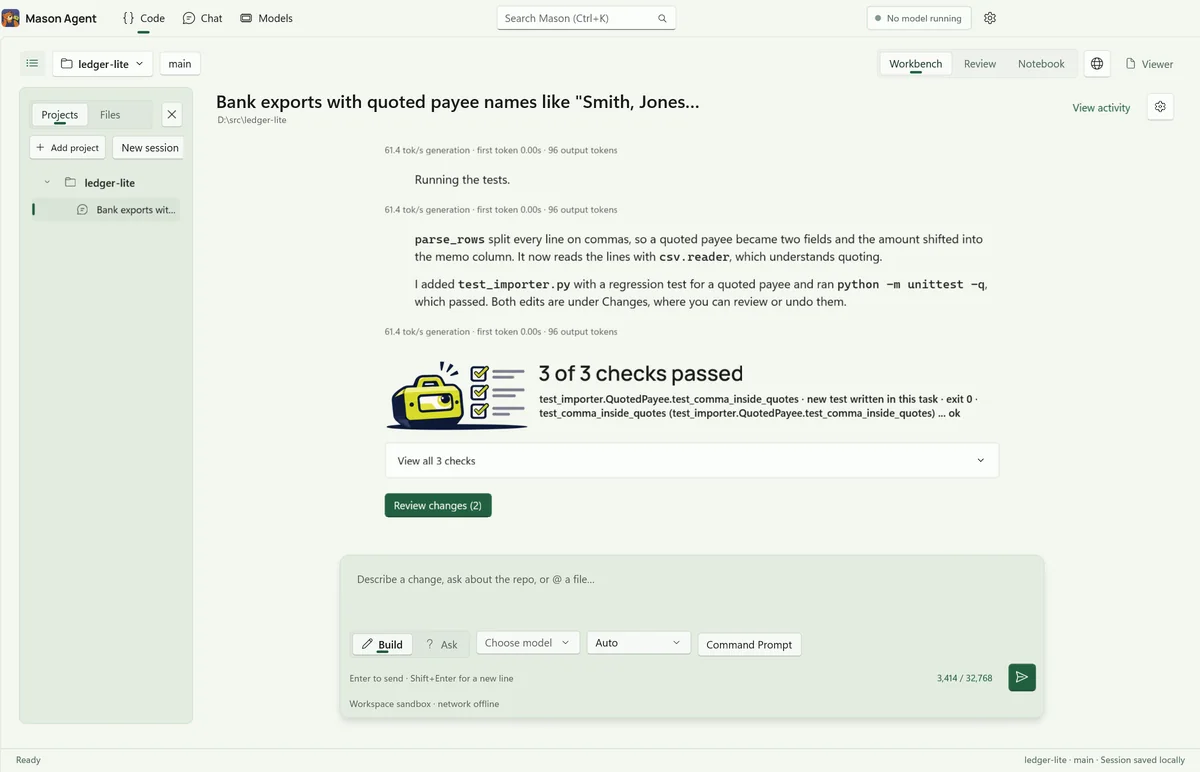 Mason Agent
{ } Code
Chat
Models
Search Mason (Ctrl+K)
No model running
ledger-lite
main
Workbench
Review
Notebook
Viewer
Projects
Files
Add project
New session
ledger-lite
Bank exports wit...
Bank exports with quoted payee names like "Smith, Jones...
D:\src\ledger-lite
View activity
61.4 tok/s generation · first token 0.00s · 96 output tokens
Running the tests.
61.4 tok/s generation · first token 0.00s · 96 output tokens
parse_rows split every line on commas, so a quoted payee became two fields and the amount shifted into
the memo column. It now reads the lines with csv.reader, which understands quoting.
I added test_importer.py with a regression test for a quoted payee and ran python -m unittest -q,
which passed. Both edits are under Changes, where you can review or undo them.
61.4 tok/s generation · first token 0.00s · 96 output tokens
3 of 3 checks passed
test_importer.QuotedPayee.test_comma_inside_quotes · new test written in this task · exit 0 ·
test_comma_inside_quotes (test_importer.QuotedPayee.test_comma_inside_quotes) ... ok
View all 3 checks
Review changes (2)
Describe a change, ask about the repo, or @ a file...
Build
? Ask
Choose model
Auto
Command Prompt
Enter to send · Shift+Enter for a new line
3,414 / 32,768
Workspace sandbox · network offline
Ready
ledger-lite · main · Session saved locally